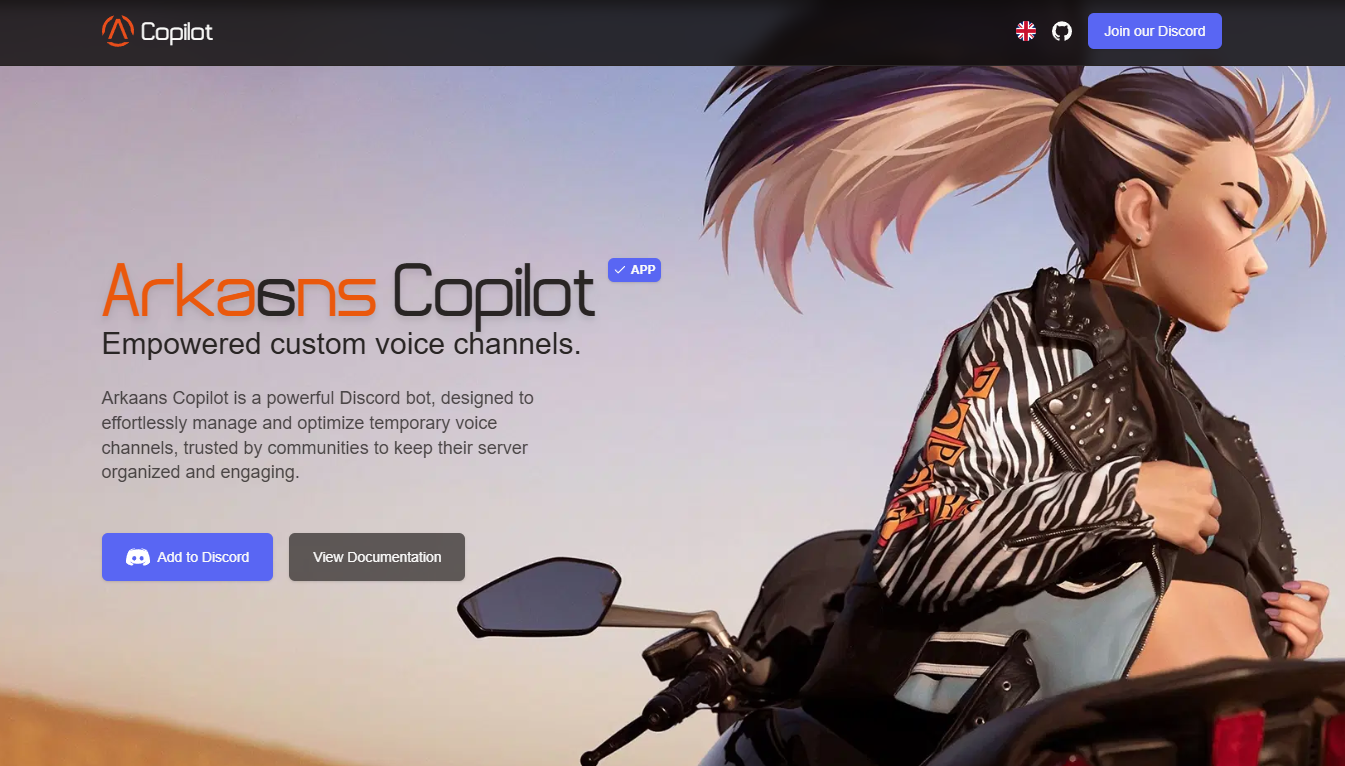 Copilot
Join our Discord
Arkaans Copilot
APP
Empowered custom voice channels.
Arkaans Copilot is a powerful Discord bot, designed to
effortlessly manage and optimize temporary voice
channels, trusted by communities to keep their server
organized and engaging.
Add to Discord
View Documentation